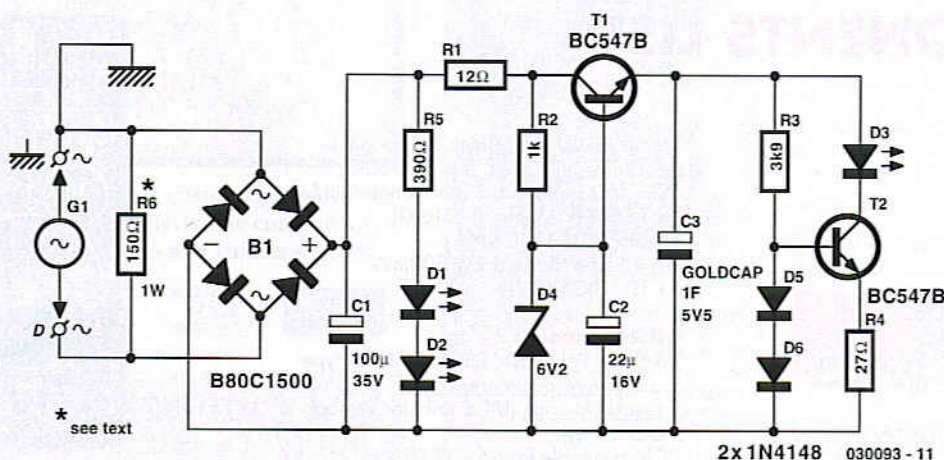 T1
BC547B
R1
12Ω
R5
390Ω
R2
1k
R3
3k9
D3
T2
BC547B
G1
R6
*
150Ω
1W
B1
~
~
~
~
−
+
D
B80C1500
C1
100µ
35V
D1
D2
D4
6V2
C2
22µ
16V
C3
GOLDCAP
1F
5V5
D5
D6
R4
27Ω
* see text
2x1N4148
030093 - 11